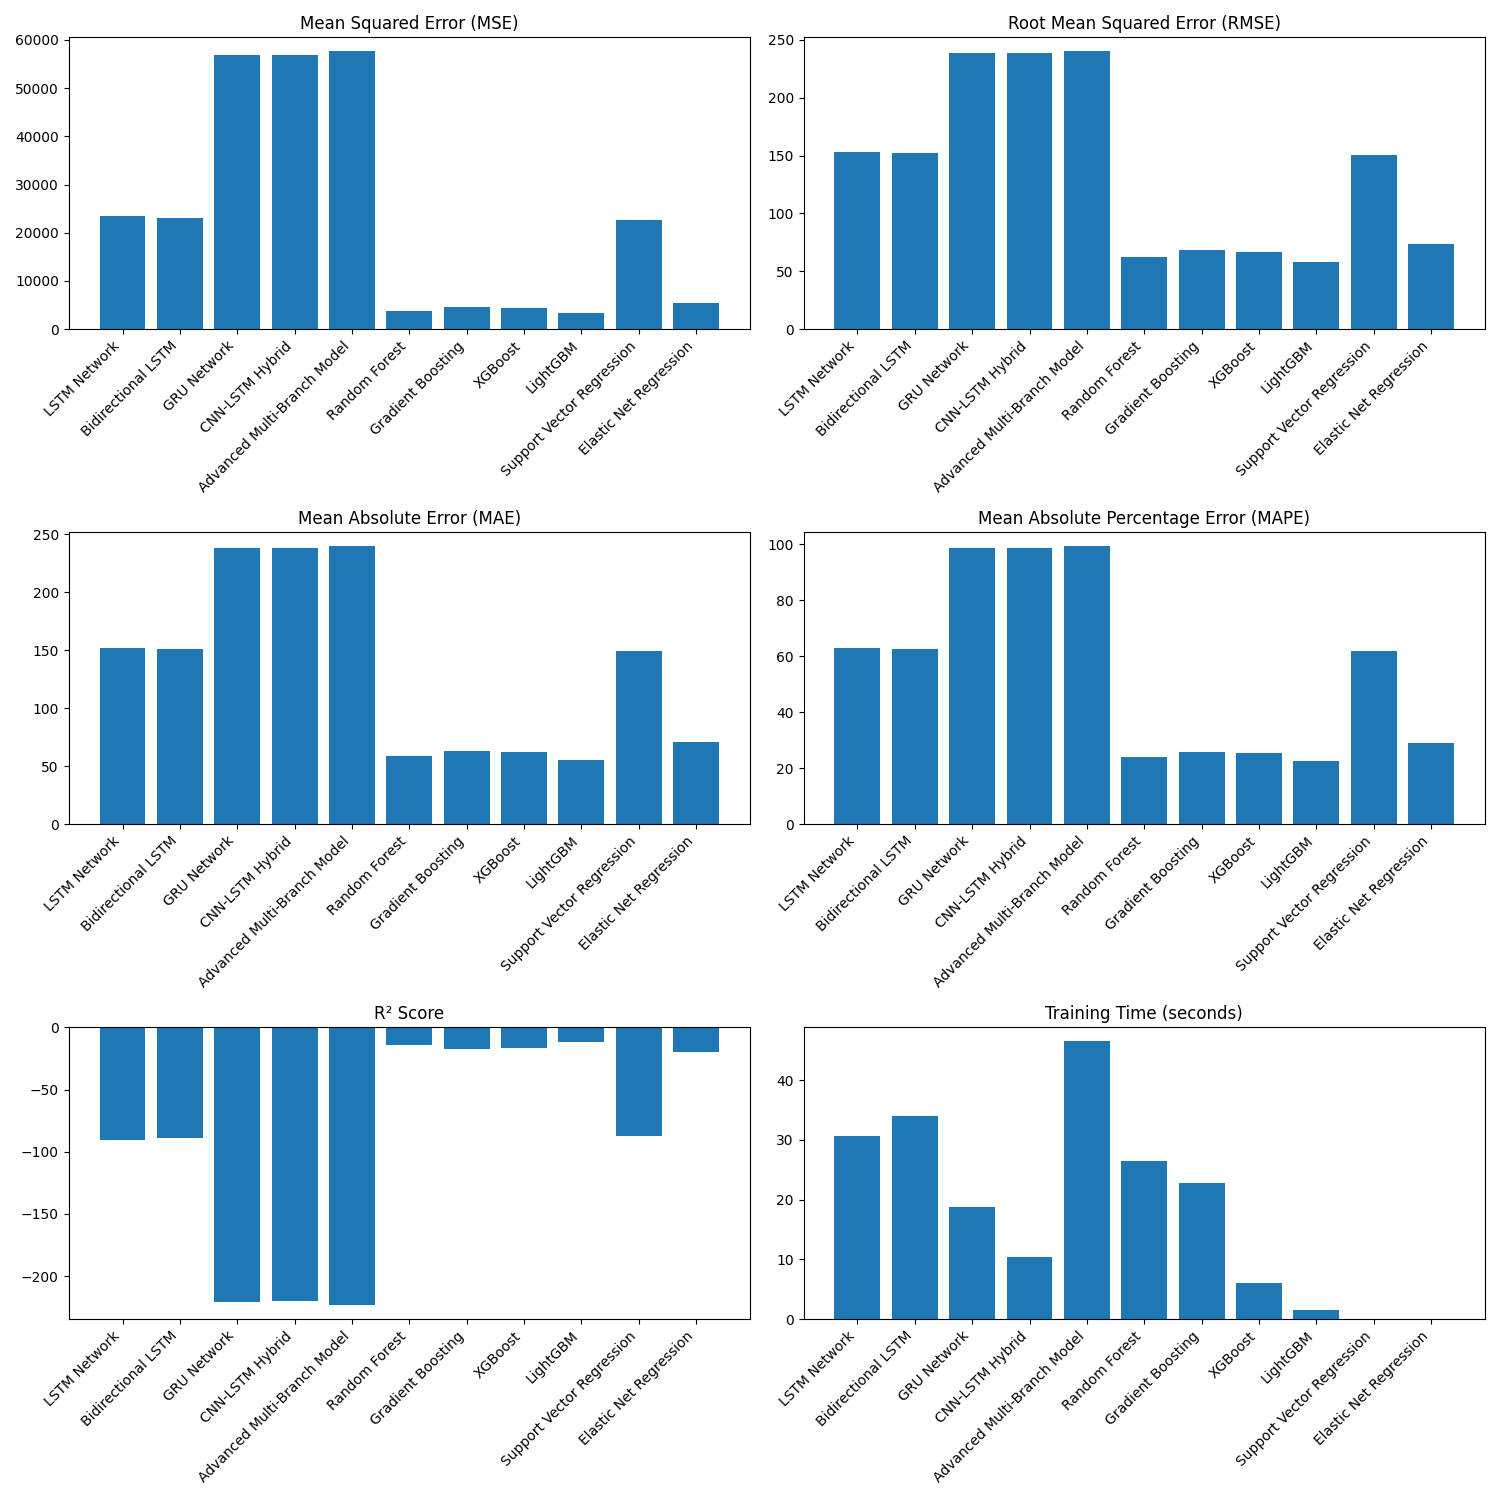 Mean Squared Error (MSE)
60000
50000
40000
30000
20000
10000
0
LSTM Network
Bidirectional LSTM
GRU Network
CNN-LSTM Hybrid
Advanced Multi-Branch Model
Random Forest
Gradient Boosting
XGBoost
LightGBM
Support Vector Regression
Elastic Net Regression
Root Mean Squared Error (RMSE)
250
200
150
100
50
0
LSTM Network
Bidirectional LSTM
GRU Network
CNN-LSTM Hybrid
Advanced Multi-Branch Model
Random Forest
Gradient Boosting
XGBoost
LightGBM
Support Vector Regression
Elastic Net Regression
Mean Absolute Error (MAE)
250
200
150
100
50
0
LSTM Network
Bidirectional LSTM
GRU Network
CNN-LSTM Hybrid
Advanced Multi-Branch Model
Random Forest
Gradient Boosting
XGBoost
LightGBM
Support Vector Regression
Elastic Net Regression
Mean Absolute Percentage Error (MAPE)
100
80
60
40
20
0
LSTM Network
Bidirectional LSTM
GRU Network
CNN-LSTM Hybrid
Advanced Multi-Branch Model
Random Forest
Gradient Boosting
XGBoost
LightGBM
Support Vector Regression
Elastic Net Regression
R² Score
0
−50
−100
−150
−200
LSTM Network
Bidirectional LSTM
GRU Network
CNN-LSTM Hybrid
Advanced Multi-Branch Model
Random Forest
Gradient Boosting
XGBoost
LightGBM
Support Vector Regression
Elastic Net Regression
Training Time (seconds)
40
30
20
10
0
LSTM Network
Bidirectional LSTM
GRU Network
CNN-LSTM Hybrid
Advanced Multi-Branch Model
Random Forest
Gradient Boosting
XGBoost
LightGBM
Support Vector Regression
Elastic Net Regression